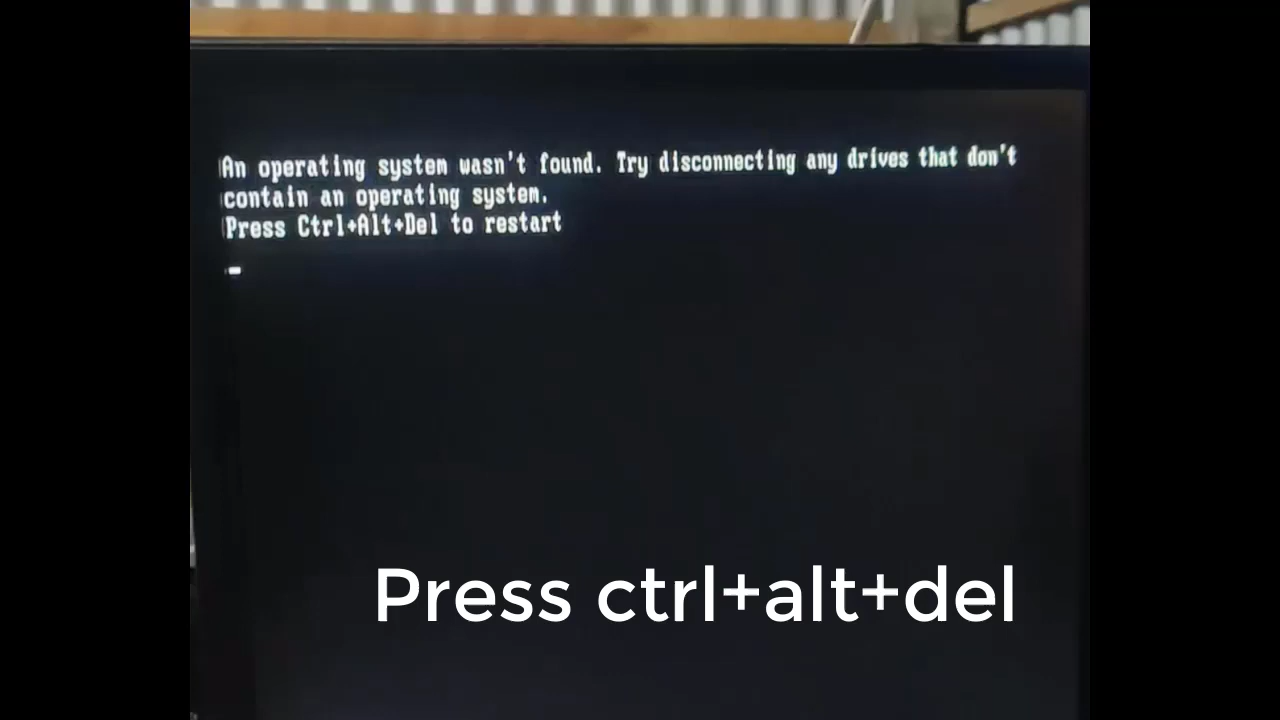 An operating system wasn't found. Try disconnecting any drives that don't
contain an operating system.
Press Ctrl+Alt+Del to restart
Press ctrl+alt+del